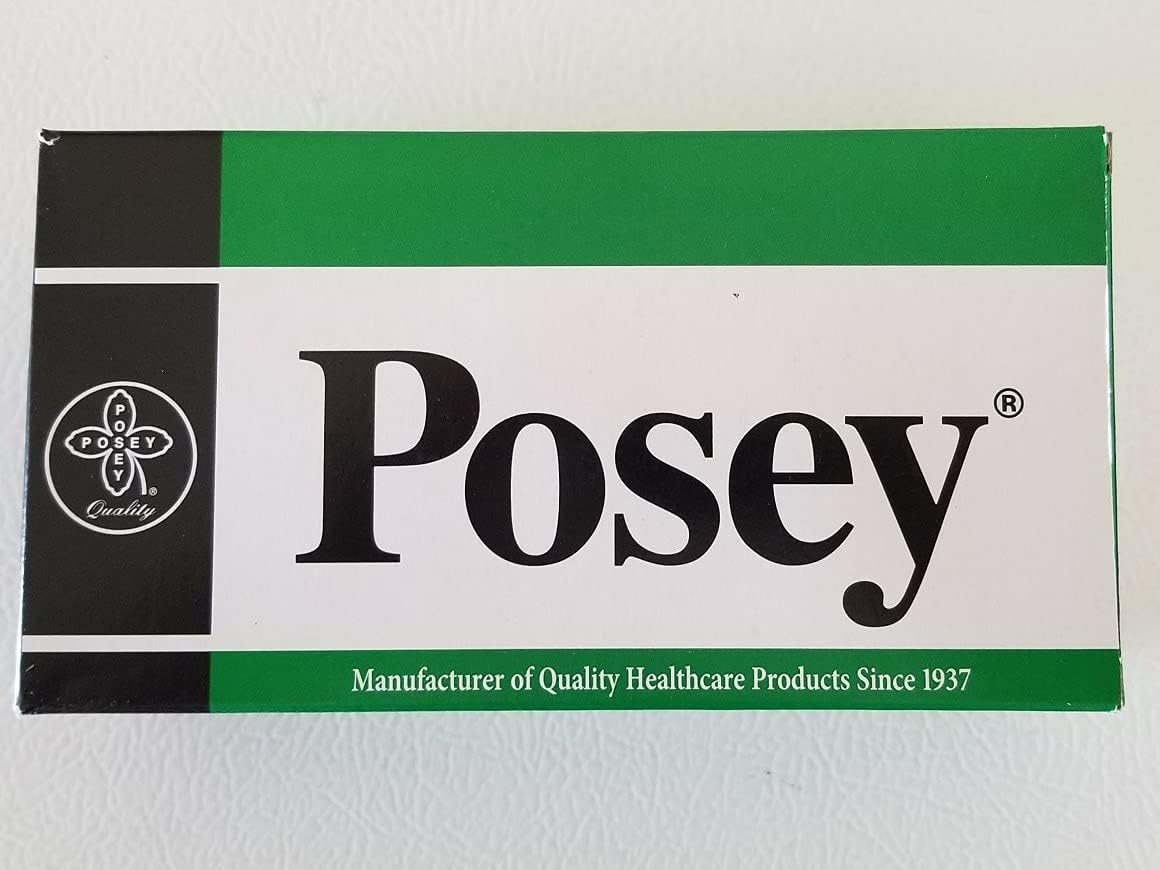 POSEY
POSEY
®
Quality
Posey®
Manufacturer of Quality Healthcare Products Since 1937